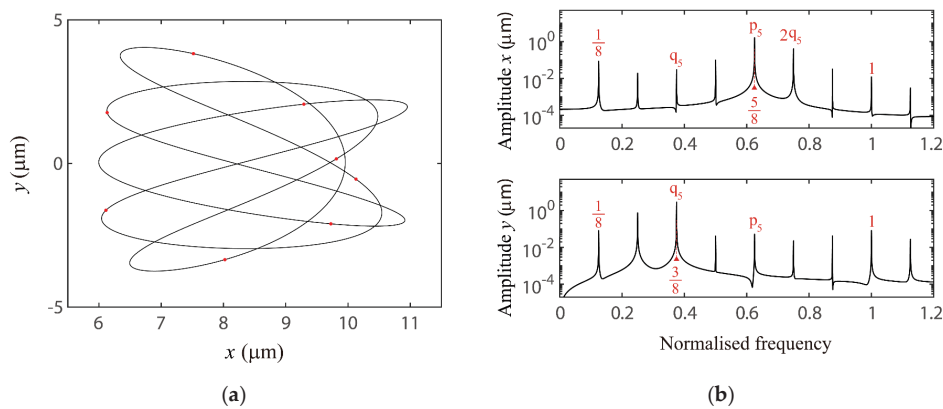 5
0
-5
y (μm)
6 7 8 9 10 11
x (μm)
(a)
Amplitude x (μm)
10^0
10^-2
10^-4
1/8
q5
p5
2q5
1
5/8
0 0.2 0.4 0.6 0.8 1 1.2
Amplitude y (μm)
10^0
10^-2
10^-4
1/8
q5
p5
1
3/8
0 0.2 0.4 0.6 0.8 1 1.2
Normalised frequency
(b)